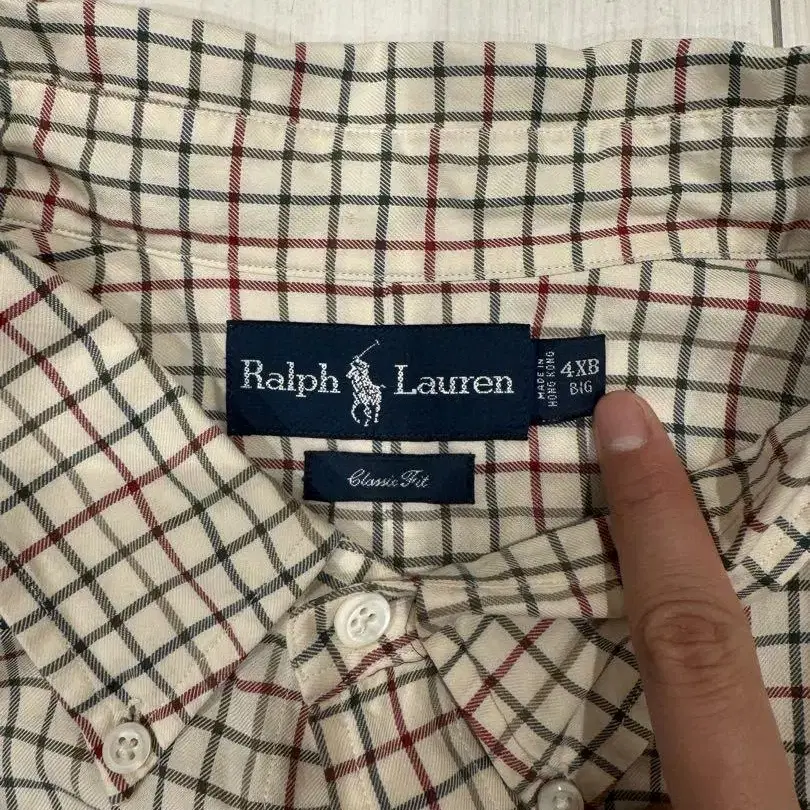 Ralph Lauren
MADE IN
HONG KONG
4XB
BIG
Classic Fit